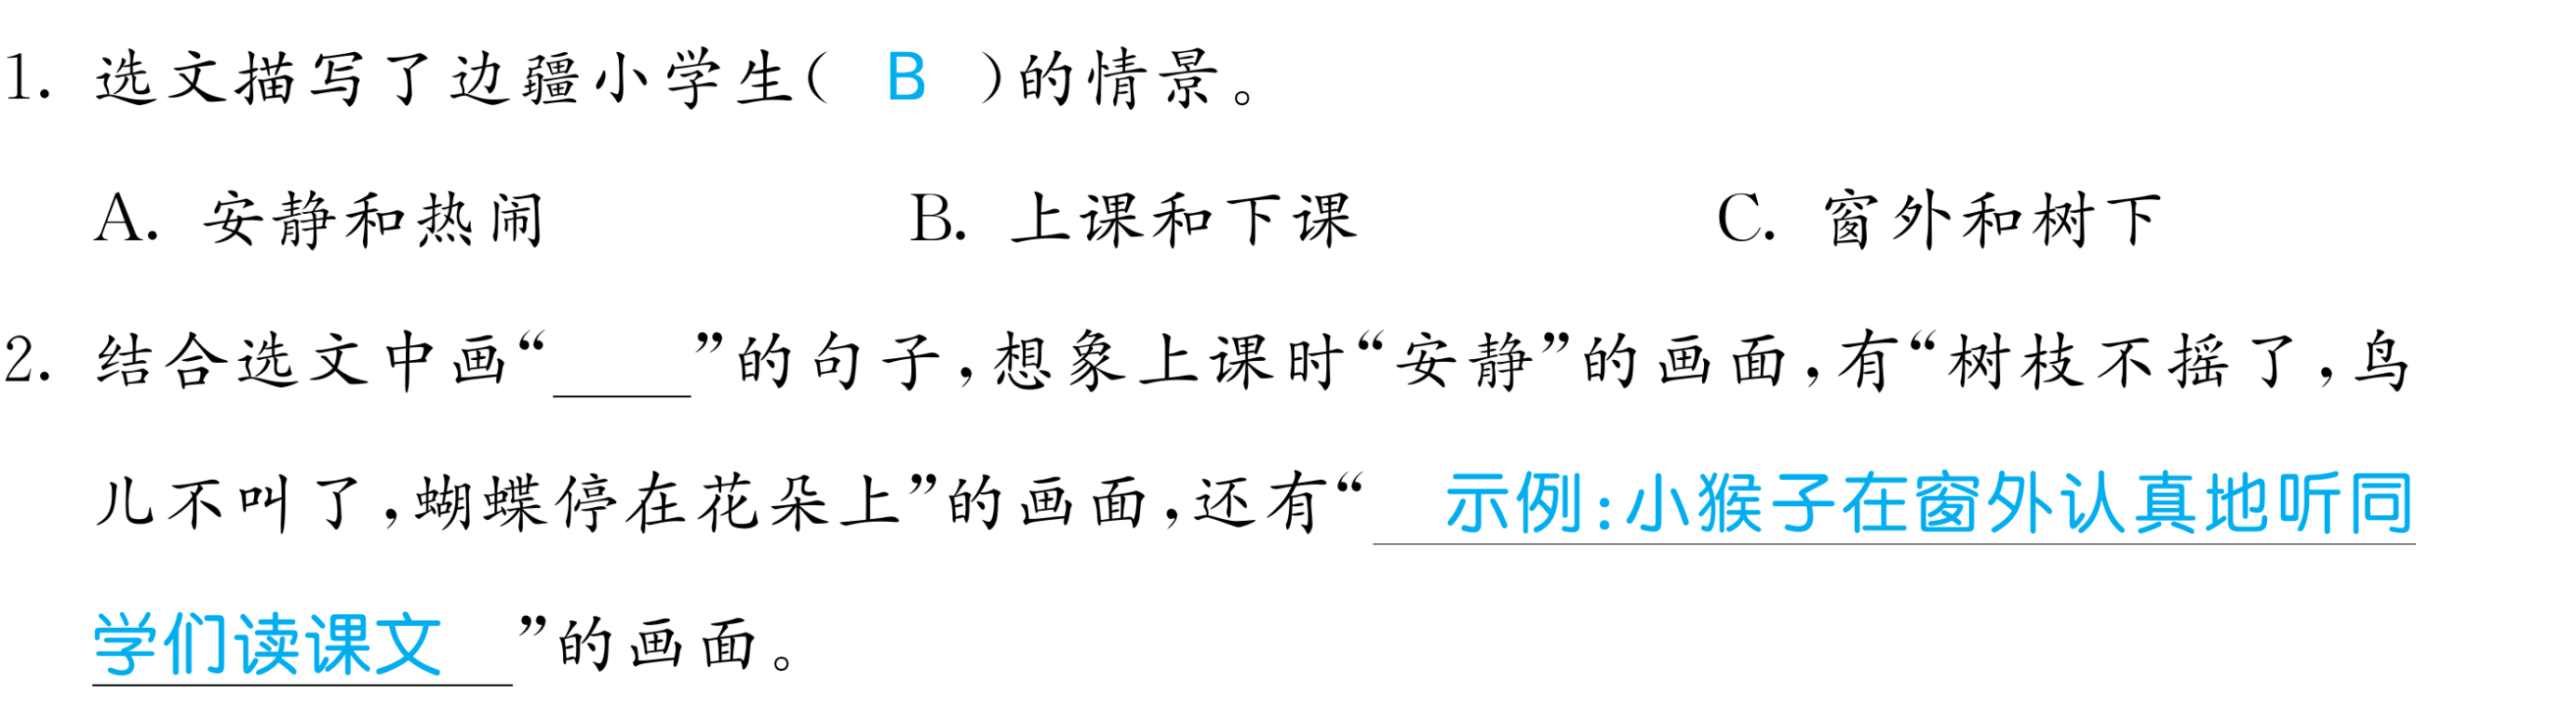 1. 选文描写了边疆小学生( B )的情景。
A. 安静和热闹 B. 上课和下课 C. 窗外和树下
2. 结合选文中画“____”的句子,想象上课时“安静”的画面,有“树枝不摇了,鸟
儿不叫了,蝴蝶停在花朵上”的画面,还有“ 示例:小猴子在窗外认真地听同
学们读课文 ”的画面。